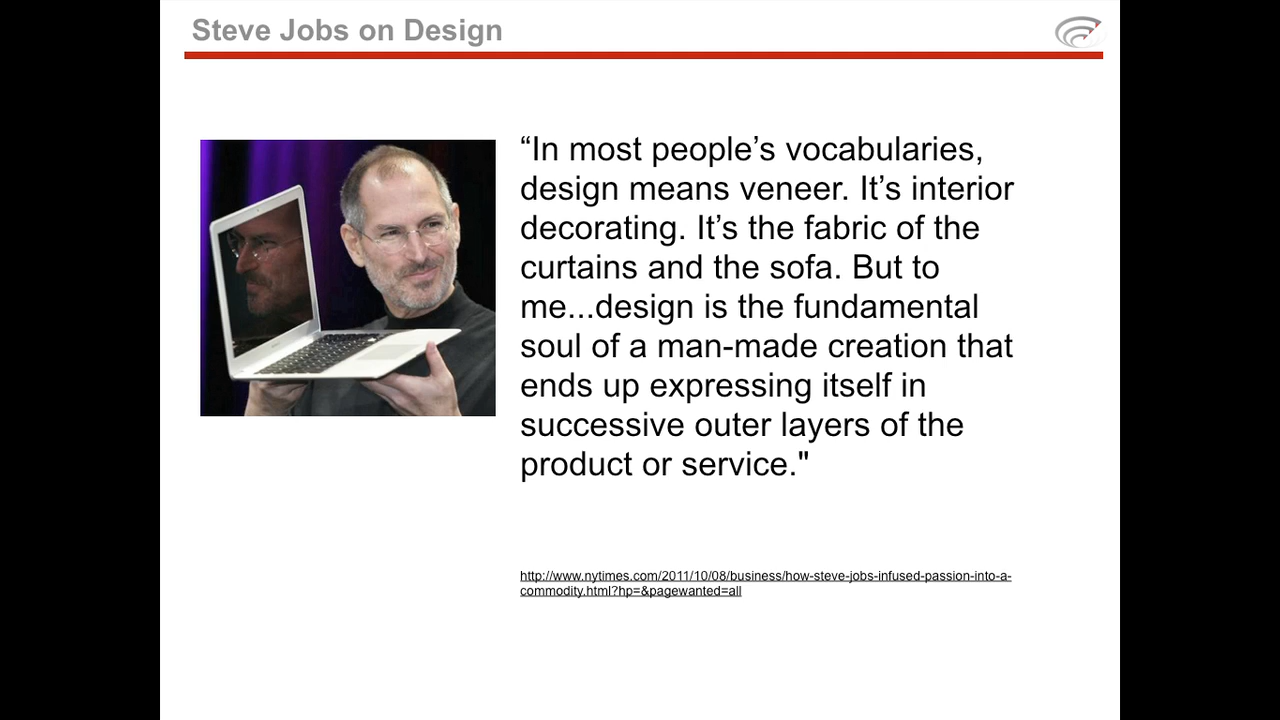 Steve Jobs on Design
“In most people’s vocabularies,
design means veneer. It’s interior
decorating. It’s the fabric of the
curtains and the sofa. But to
me...design is the fundamental
soul of a man-made creation that
ends up expressing itself in
successive outer layers of the
product or service."
http://www.nytimes.com/2011/10/08/business/how-steve-jobs-infused-passion-into-a-
commodity.html?hp=&pagewanted=all